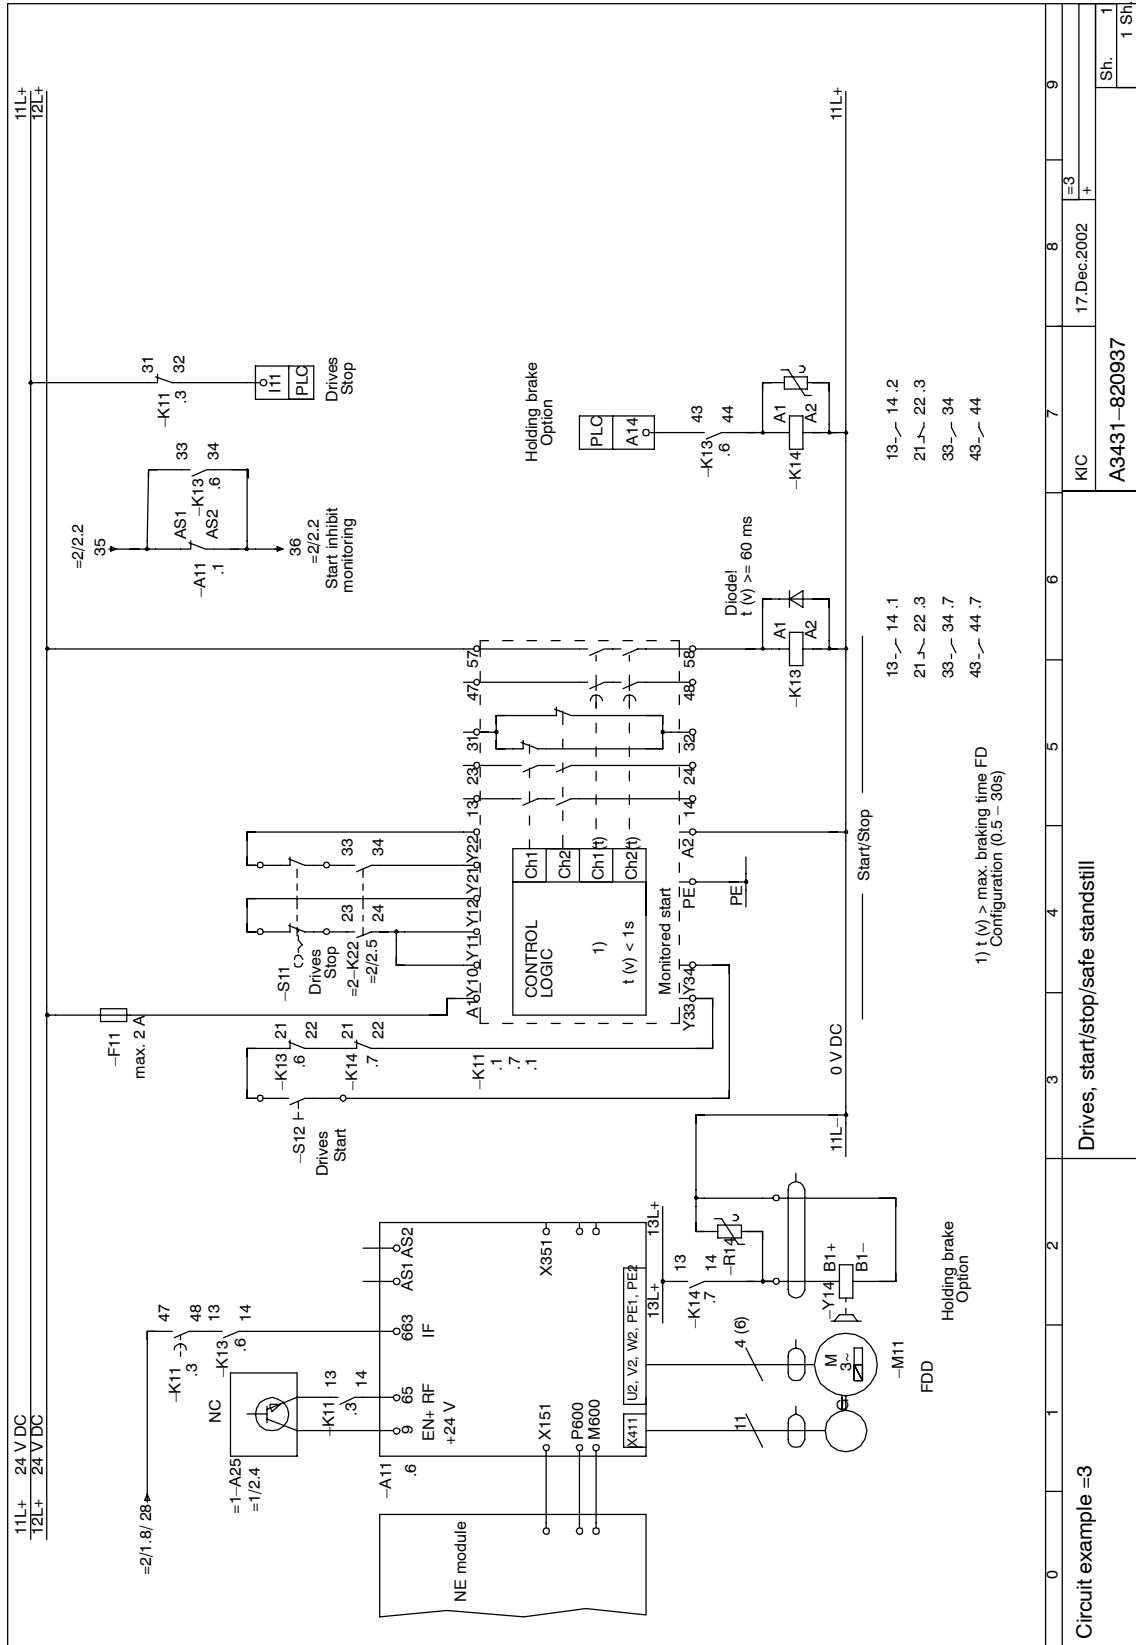 11L+ 24 V DC
12L+ 24 V DC
11L+
12L+
=2/1.8/ 28
NC
=1–A25
=1/2.4
–K11
.3
47
48
–K13
.6
13
14
–K11
.3
13
14
9
65
663
AS1
AS2
EN+
RF
IF
+24 V
–A11
.6
NE module
X151
P600
M600
X351
X411
U2, V2, W2, PE1, PE2
13L+
13L+
–K14
.7
13
14
–R14
11
4 (6)
M
3~
–M11
FDD
–Y14
B1+
B1–
Holding brake
Option
–S12
Drives
Start
–K13
.6
21
22
–K14
.7
21
22
–F11
max. 2 A
–S11
Drives
Stop
=2–K22
=2/2.5
23
24
33
34
–K11
.1
.7
.1
A1
Y10
Y11
Y12
Y21
Y22
13
23
31
47
57
CONTROL
LOGIC
1)
t (v) < 1s
Ch1
Ch2
Ch1(t)
Ch2(t)
Monitored start
Y33
Y34
PE
A2
14
24
32
48
58
PE
11L–
0 V DC
Start/Stop
=2/2.2
35
–A11
.1
AS1
AS2
–K13
.6
33
34
36
=2/2.2
Start inhibit
monitoring
–K11
.3
31
32
I11
PLC
Drives
Stop
Diode!
t (v) >= 60 ms
–K13
A1
A2
13- 14 .1
21- 22 .3
33- 34 .7
43- 44 .7
Holding brake
Option
PLC
A14
–K13
.6
43
44
–K14
A1
A2
11L+
13- 14 .2
21- 22 .3
33- 34
43- 44
1) t (v) > max. braking time FD
Configuration (0.5 – 30s)
0 1 2 3 4 5 6 7 8 9
Circuit example =3
Drives, start/stop/safe standstill
KIC
17.Dec.2002
=3
+
A3431–820937
Sh. 1
1 Sh.